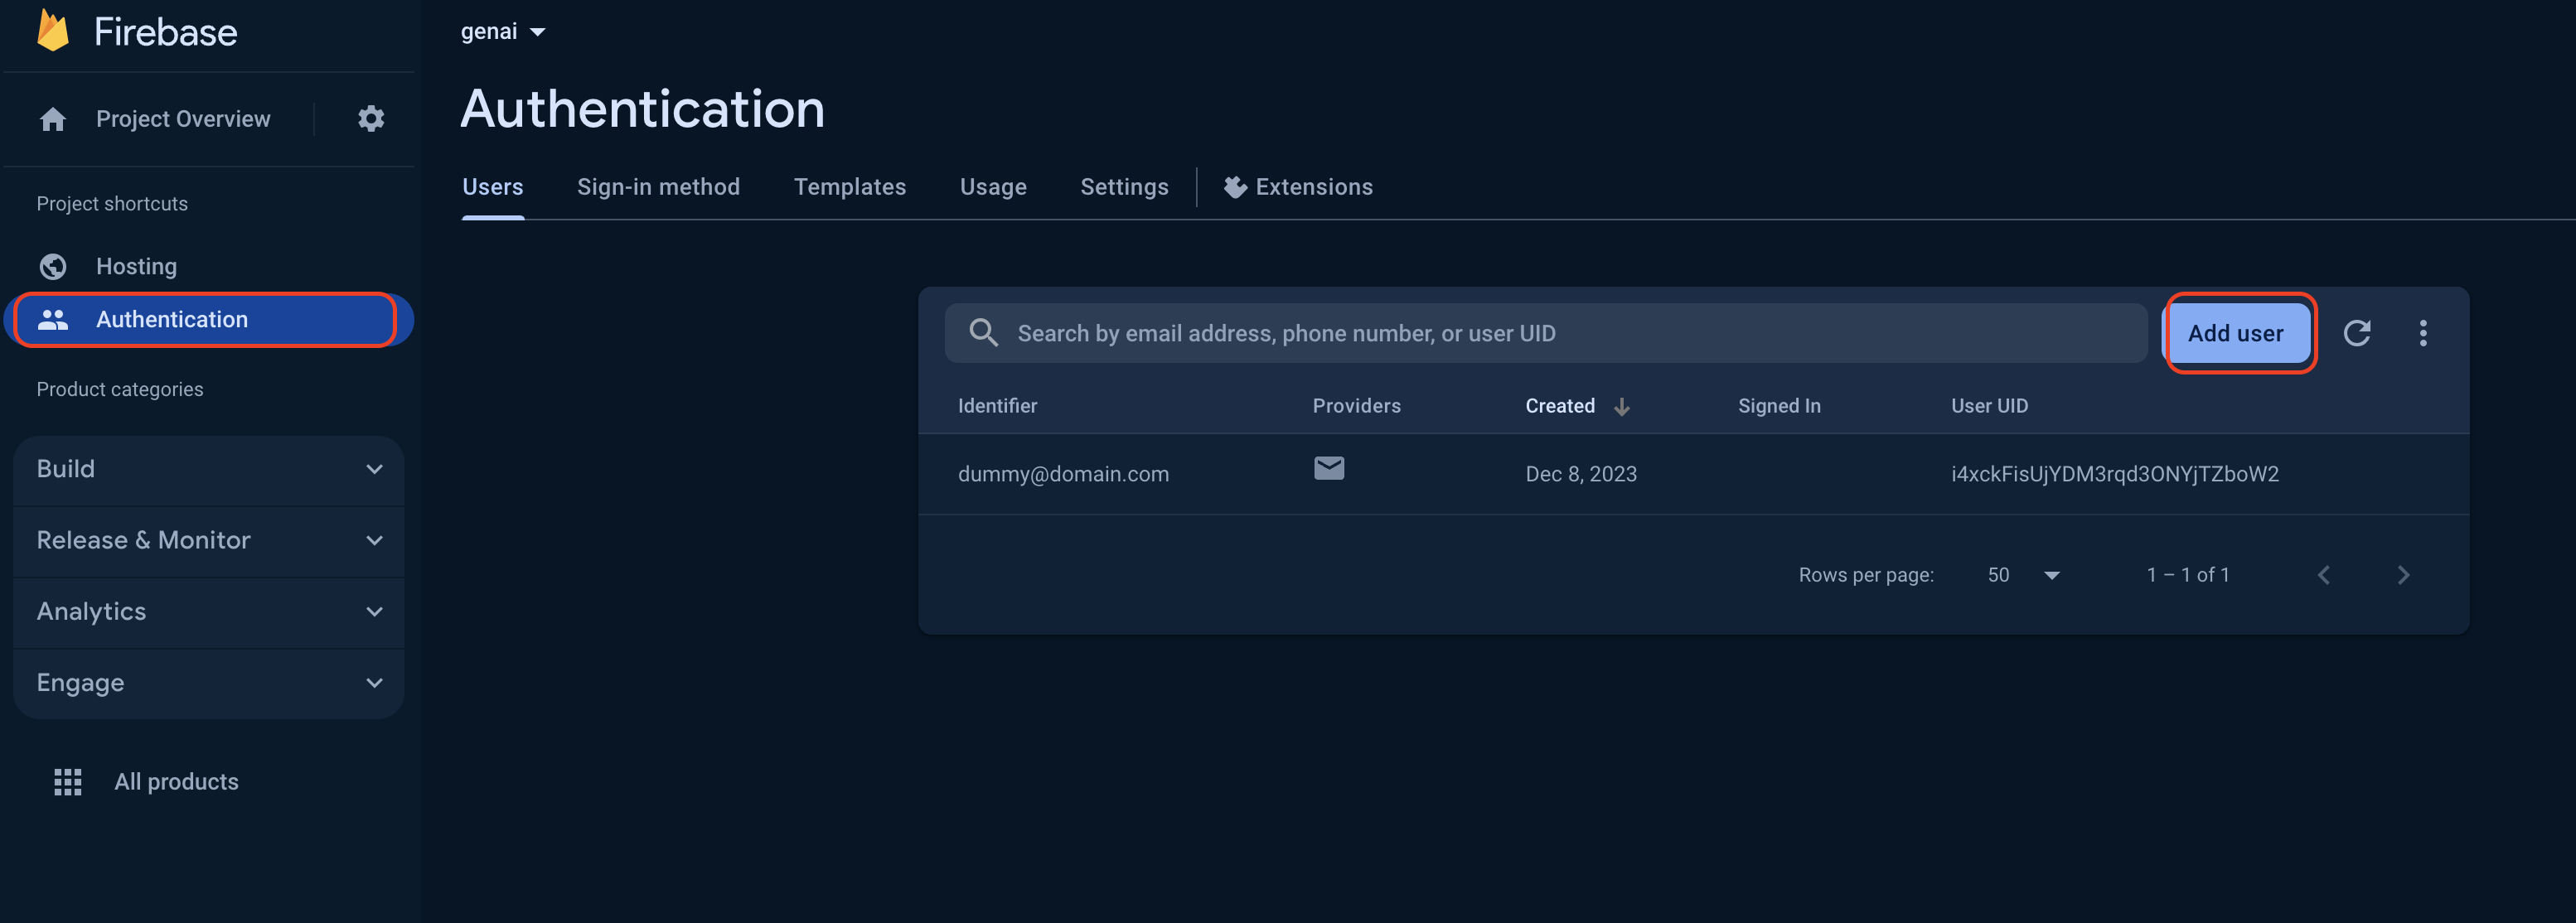 Firebase
Project Overview
Project shortcuts
Hosting
Authentication
Product categories
Build
Release & Monitor
Analytics
Engage
All products
genai
Authentication
Users Sign-in method Templates Usage Settings Extensions
Search by email address, phone number, or user UID Add user
Identifier Providers Created Signed In User UID
dummy@domain.com Dec 8, 2023 i4xckFisUjYDM3rqd3ONYjTZboW2
Rows per page: 50 1 – 1 of 1